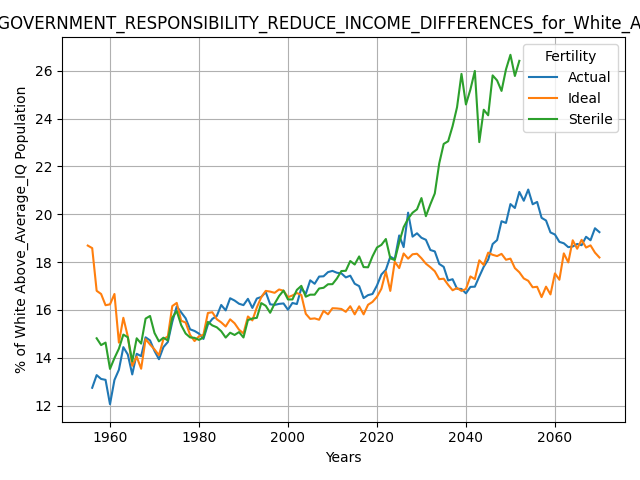 GOVERNMENT_RESPONSIBILITY_REDUCE_INCOME_DIFFERENCES_for_White_A
% of White Above_Average_IQ Population
26
24
22
20
18
16
14
12
1960 1980 2000 2020 2040 2060
Years
Fertility
Actual
Ideal
Sterile